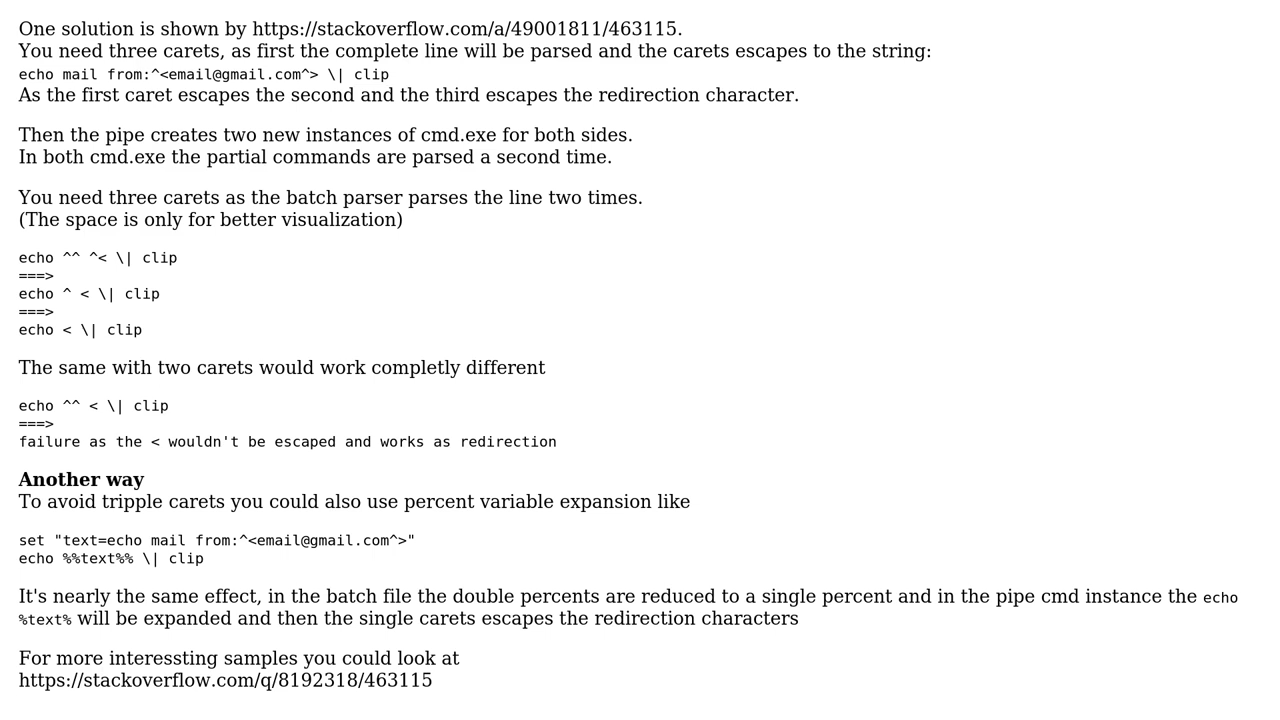 One solution is shown by https://stackoverflow.com/a/49001811/463115.
You need three carets, as first the complete line will be parsed and the carets escapes to the string:
echo mail from:^<email@gmail.com^> \| clip
As the first caret escapes the second and the third escapes the redirection character.
Then the pipe creates two new instances of cmd.exe for both sides.
In both cmd.exe the partial commands are parsed a second time.
You need three carets as the batch parser parses the line two times.
(The space is only for better visualization)
echo ^^ ^< \| clip
===>
echo ^ < \| clip
===>
echo < \| clip
The same with two carets would work completly different
echo ^^ < \| clip
===>
failure as the < wouldn't be escaped and works as redirection
Another way
To avoid tripple carets you could also use percent variable expansion like
set "text=echo mail from:^<email@gmail.com^>"
echo %%text%% \| clip
It's nearly the same effect, in the batch file the double percents are reduced to a single percent and in the pipe cmd instance the echo
%text% will be expanded and then the single carets escapes the redirection characters
For more interessting samples you could look at
https://stackoverflow.com/q/8192318/463115